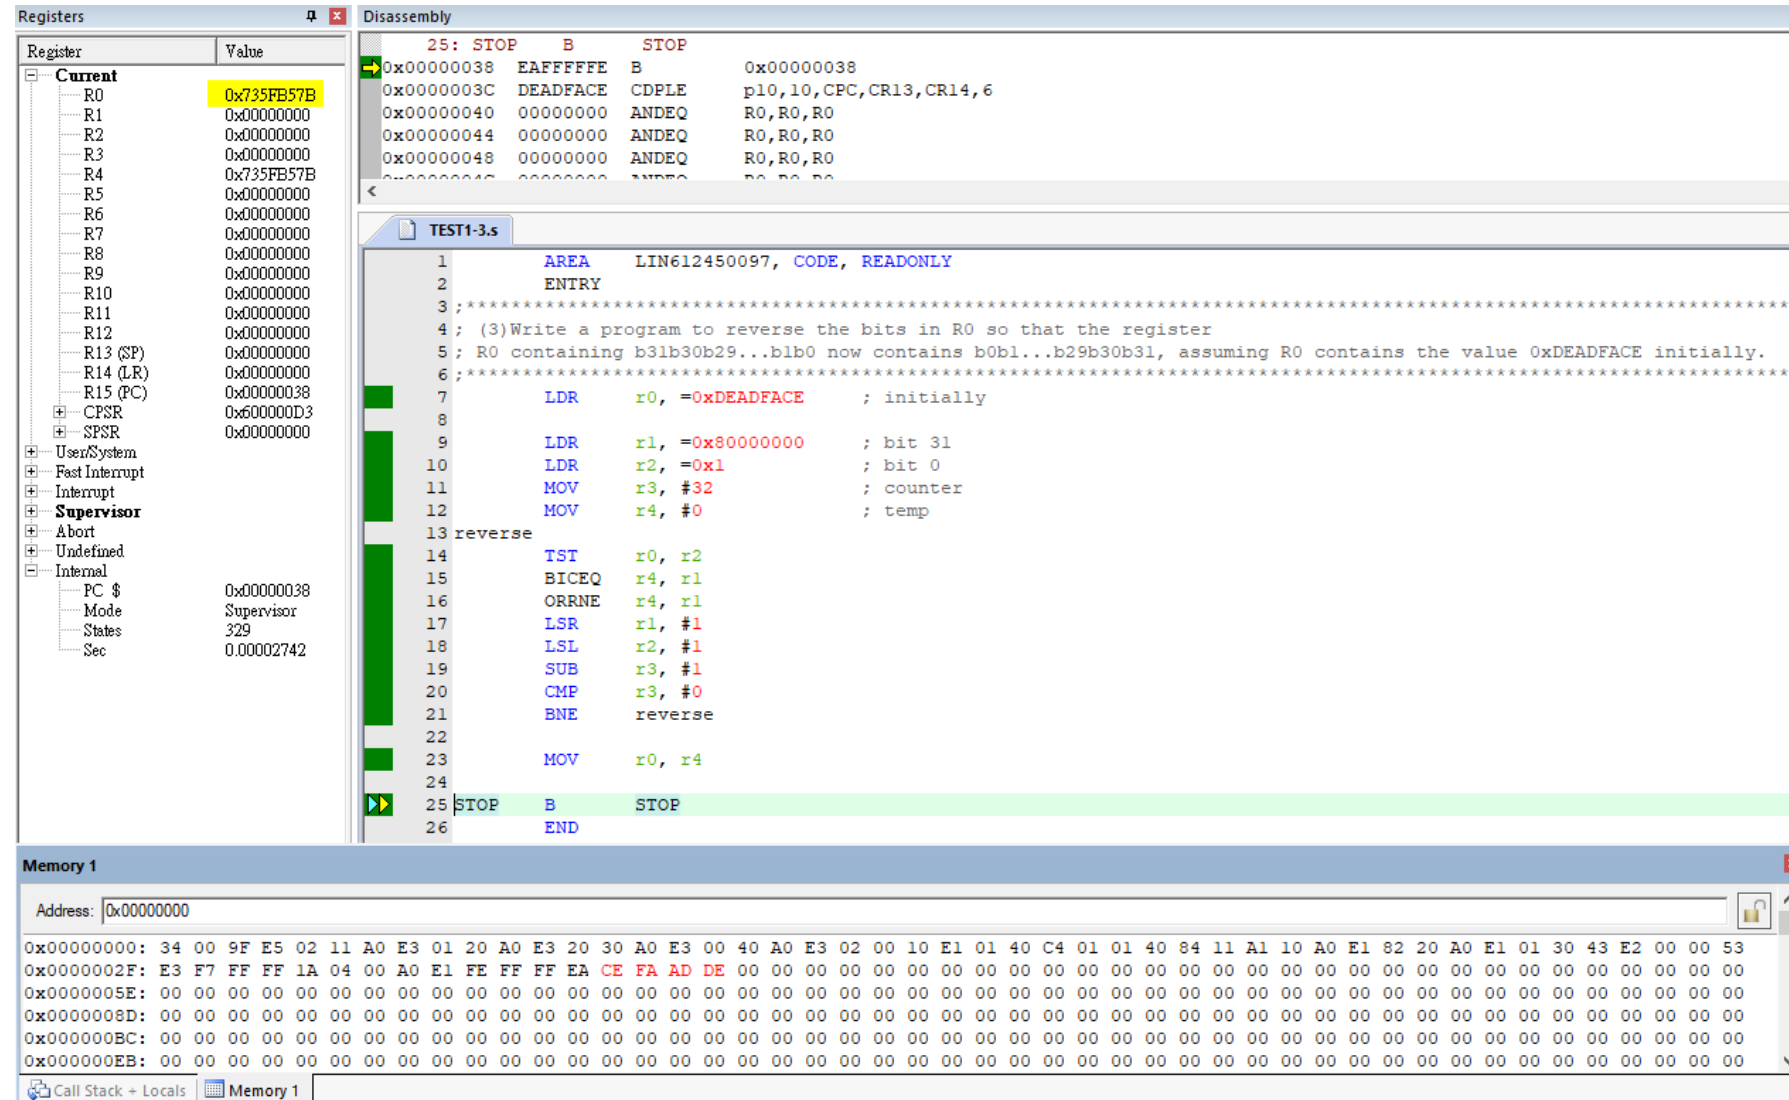 Registers
Register Value
Current
R0 0x735FB57B
R1 0x00000000
R2 0x00000000
R3 0x00000000
R4 0x735FB57B
R5 0x00000000
R6 0x00000000
R7 0x00000000
R8 0x00000000
R9 0x00000000
R10 0x00000000
R11 0x00000000
R12 0x00000000
R13 (SP) 0x00000000
R14 (LR) 0x00000000
R15 (PC) 0x00000038
CPSR 0x600000D3
SPSR 0x00000000
User/System
Fast Interrupt
Interrupt
Supervisor
Abort
Undefined
Internal
PC $ 0x00000038
Mode Supervisor
States 329
Sec 0.00002742
Disassembly
25: STOP B STOP
0x00000038 EAFFFFFE B 0x00000038
0x0000003C DEADFACE CDPLE p10,10,CPC,CR13,CR14,6
0x00000040 00000000 ANDEQ R0,R0,R0
0x00000044 00000000 ANDEQ R0,R0,R0
0x00000048 00000000 ANDEQ R0,R0,R0
0x0000004C 00000000 ANDEQ R0,R0,R0
TEST1-3.s
1 AREA LIN612450097, CODE, READONLY
2 ENTRY
3 ;**********************************************************************************************************************
4 ; (3)Write a program to reverse the bits in R0 so that the register
5 ; R0 containing b31b30b29...b1b0 now contains b0b1...b29b30b31, assuming R0 contains the value 0xDEADFACE initially.
6 ;**********************************************************************************************************************
7 LDR r0, =0xDEADFACE ; initially
8
9 LDR r1, =0x80000000 ; bit 31
10 LDR r2, =0x1 ; bit 0
11 MOV r3, #32 ; counter
12 MOV r4, #0 ; temp
13 reverse
14 TST r0, r2
15 BICEQ r4, r1
16 ORRNE r4, r1
17 LSR r1, #1
18 LSL r2, #1
19 SUB r3, #1
20 CMP r3, #0
21 BNE reverse
22
23 MOV r0, r4
24
25 STOP B STOP
26 END
Memory 1
Address: 0x00000000
0x00000000: 34 00 9F E5 02 11 A0 E3 01 20 A0 E3 20 30 A0 E3 00 40 A0 E3 02 00 10 E1 01 40 C4 01 01 40 84 11 A1 10 A0 E1 82 20 A0 E1 01 30 43 E2 00 00 53
0x0000002F: E3 F7 FF FF 1A 04 00 A0 E1 FE FF FF EA CE FA AD DE 00 00 00 00 00 00 00 00 00 00 00 00 00 00 00 00 00 00 00 00 00 00 00 00 00 00 00 00 00 00
0x0000005E: 00 00 00 00 00 00 00 00 00 00 00 00 00 00 00 00 00 00 00 00 00 00 00 00 00 00 00 00 00 00 00 00 00 00 00 00 00 00 00 00 00 00 00 00 00 00 00
0x0000008D: 00 00 00 00 00 00 00 00 00 00 00 00 00 00 00 00 00 00 00 00 00 00 00 00 00 00 00 00 00 00 00 00 00 00 00 00 00 00 00 00 00 00 00 00 00 00 00
0x000000BC: 00 00 00 00 00 00 00 00 00 00 00 00 00 00 00 00 00 00 00 00 00 00 00 00 00 00 00 00 00 00 00 00 00 00 00 00 00 00 00 00 00 00 00 00 00 00 00
0x000000EB: 00 00 00 00 00 00 00 00 00 00 00 00 00 00 00 00 00 00 00 00 00 00 00 00 00 00 00 00 00 00 00 00 00 00 00 00 00 00 00 00 00 00 00 00 00 00 00
Call Stack + Locals Memory 1